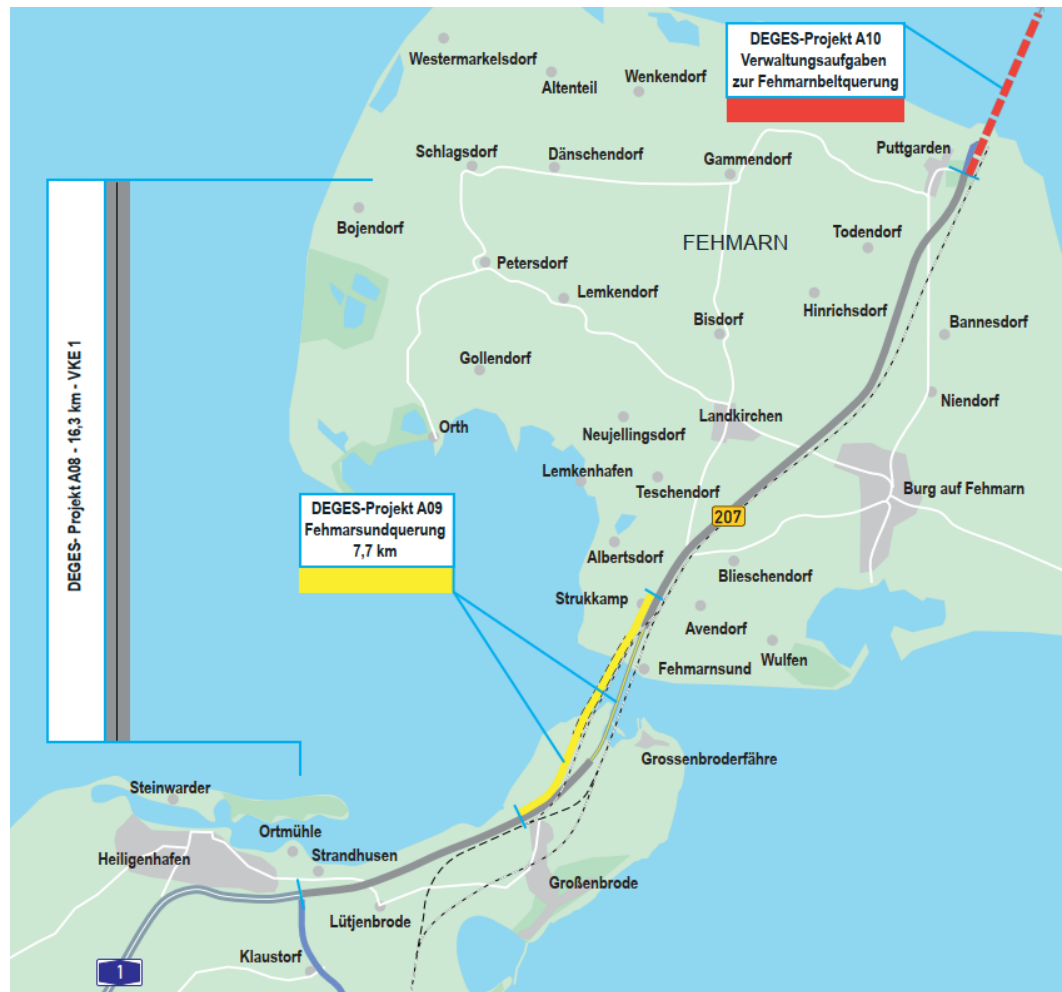 Westermarkelsdorf
Altenteil
Wenkendorf
DEGES-Projekt A10
Verwaltungsaufgaben
zur Fehmarnbeltquerung
Schlagsdorf
Dänschendorf
Gammendorf
Puttgarden
Bojendorf
FEHMARN
Todendorf
Petersdorf
Lemkendorf
Hinrichsdorf
Bisdorf
Bannesdorf
DEGES- Projekt A08 - 16,3 km - VKE 1
Gollendorf
Niendorf
Orth
Neujellingsdorf
Landkirchen
Lemkenhafen
Teschendorf
Burg auf Fehmarn
DEGES-Projekt A09
Fehmarsundquerung
7,7 km
207
Albertsdorf
Blieschendorf
Strukkamp
Avendorf
Wulfen
Fehmarnsund
Grossenbroderfähre
Steinwarder
Ortmühle
Heiligenhafen
Strandhusen
Großenbrode
Lütjenbrode
Klaustorf
1